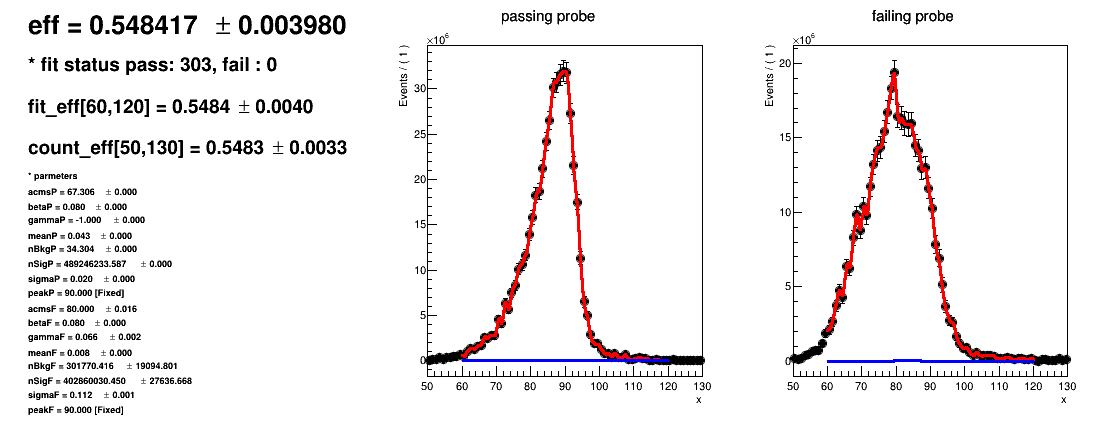 eff = 0.548417 ± 0.003980
* fit status pass: 303, fail : 0
fit_eff[60,120] = 0.5484 ± 0.0040
count_eff[50,130] = 0.5483 ± 0.0033
* parmeters
acmsP = 67.306 ± 0.000
betaP = 0.080 ± 0.000
gammaP = -1.000 ± 0.000
meanP = 0.043 ± 0.000
nBkgP = 34.304 ± 0.000
nSigP = 489246233.587 ± 0.000
sigmaP = 0.020 ± 0.000
peakP = 90.000 [Fixed]
acmsF = 80.000 ± 0.016
betaF = 0.080 ± 0.000
gammaF = 0.066 ± 0.002
meanF = 0.008 ± 0.000
nBkgF = 301770.416 ± 19094.801
nSigF = 402860030.450 ± 27636.668
sigmaF = 0.112 ± 0.001
peakF = 90.000 [Fixed]
passing probe
×10⁶
Events / ( 1 )
30
25
20
15
10
5
0
50 60 70 80 90 100 110 120 130
x
failing probe
×10⁶
Events / ( 1 )
20
15
10
5
0
50 60 70 80 90 100 110 120 130
x